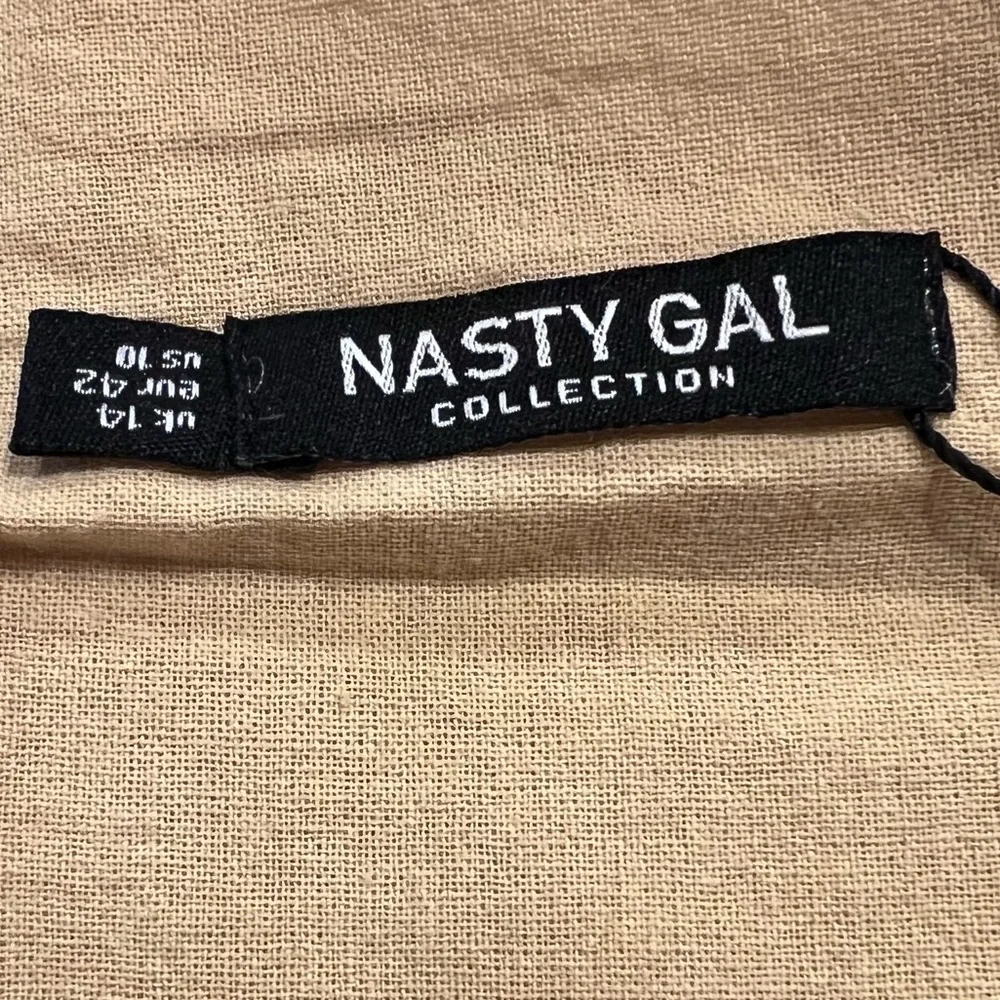 NASTY GAL
COLLECTION
uk 14
eur 42
us 10